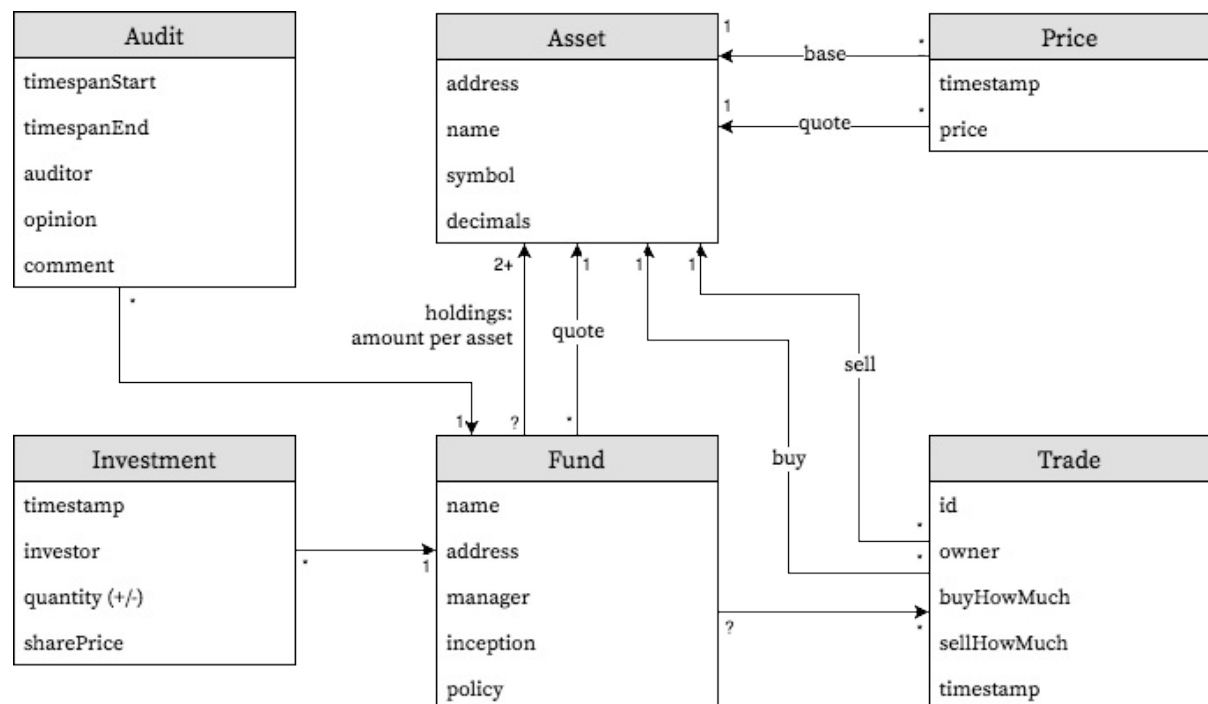 Audit
timespanStart
timespanEnd
auditor
opinion
comment
*
Asset
address
name
symbol
decimals
1
base
*
1
quote
*
Price
timestamp
price
2+
1
1
1
holdings:
amount per asset
quote
sell
buy
1
?
*
Investment
timestamp
investor
quantity (+/-)
sharePrice
*
1
Fund
name
address
manager
inception
policy
?
*
*
*
Trade
id
owner
buyHowMuch
sellHowMuch
timestamp